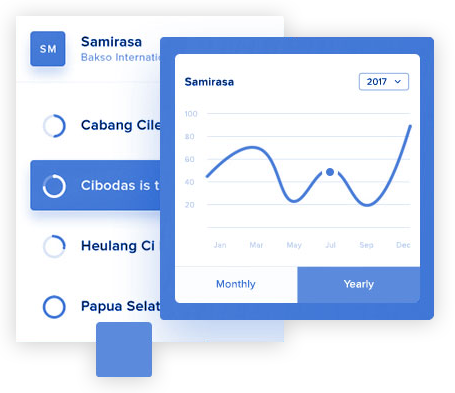 SM
Samirasa
Bakso Internati
Cabang Cile
Cibodas is t
Heulang Ci
Papua Selat
Samirasa
2017
100
80
60
40
20
Jan Mar May Jul Sep Dec
Monthly Yearly